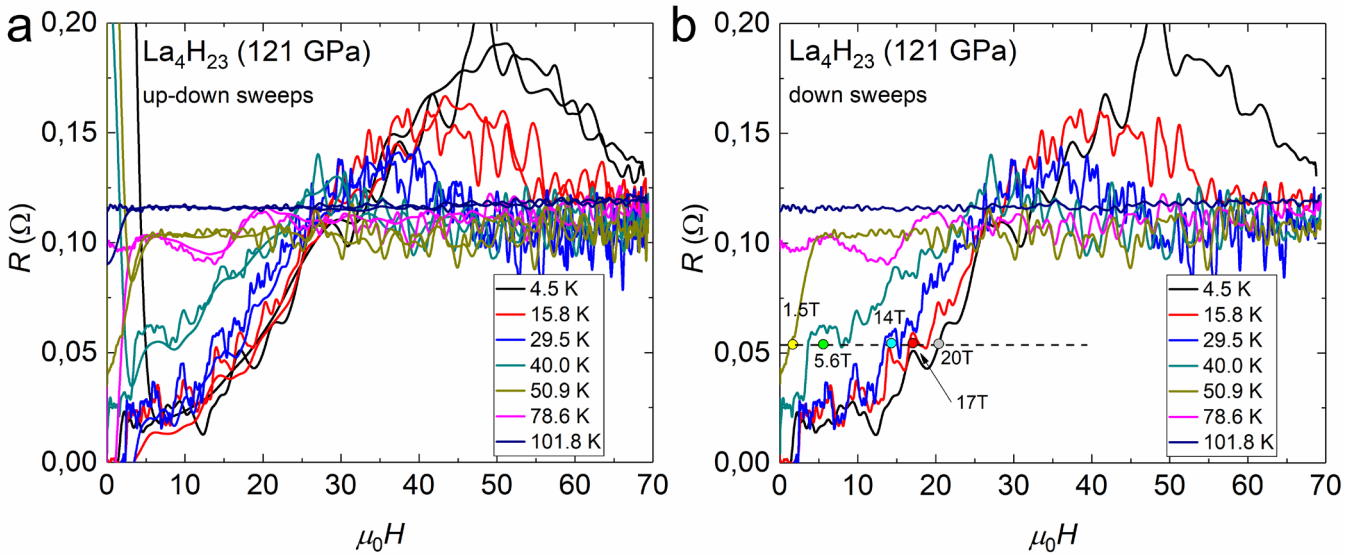 a
La₄H₂₃ (121 GPa)
up-down sweeps
0,20
0,15
0,10
0,05
0,00
R (Ω)
0 10 20 30 40 50 60 70
μ₀H
4.5 K
15.8 K
29.5 K
40.0 K
50.9 K
78.6 K
101.8 K
b
La₄H₂₃ (121 GPa)
down sweeps
0,20
0,15
0,10
0,05
0,00
R (Ω)
0 10 20 30 40 50 60 70
μ₀H
1.5T
5.6T
14T
17T
20T
4.5 K
15.8 K
29.5 K
40.0 K
50.9 K
78.6 K
101.8 K